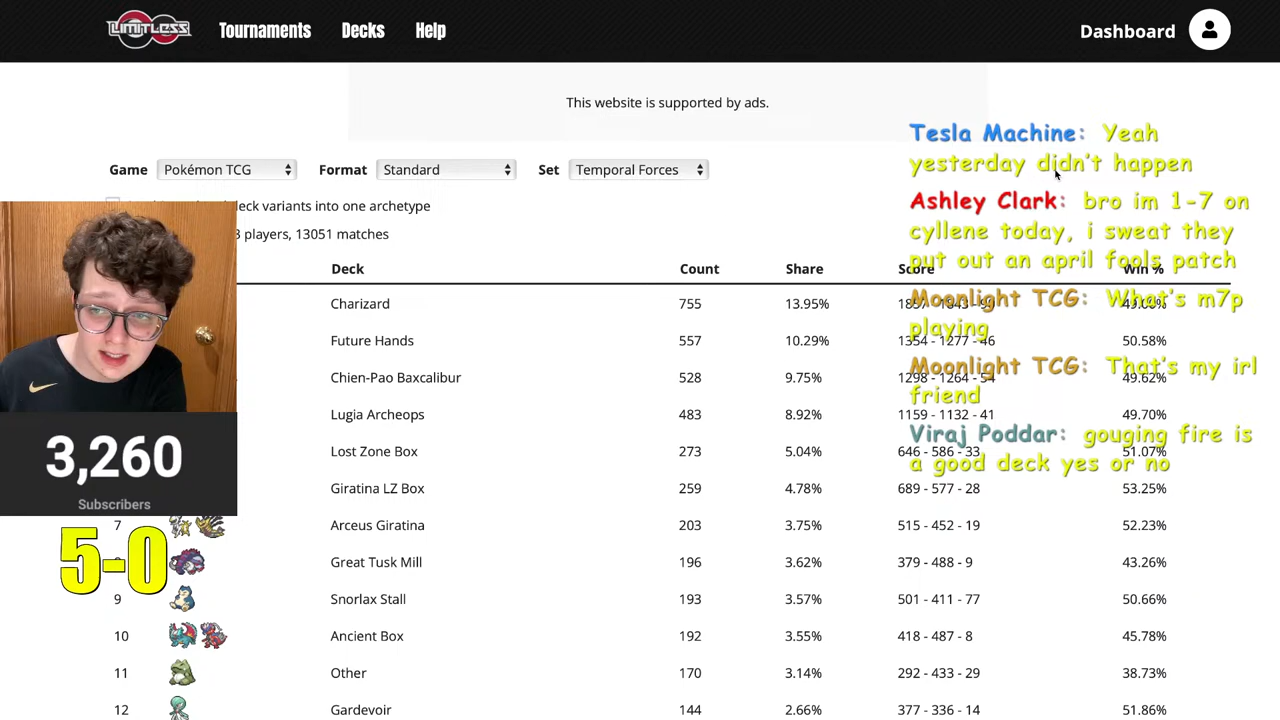 LIMITLESS Tournaments Decks Help Dashboard
This website is supported by ads.
Game Pokémon TCG Format Standard Set Temporal Forces
deck variants into one archetype
players, 13051 matches
Deck Count Share Score Win %
Charizard 755 13.95%
Future Hands 557 10.29% 1354 - 1277 - 46 50.58%
Chien-Pao Baxcalibur 528 9.75% 1298 - 1264 - 54 49.62%
Lugia Archeops 483 8.92% 1159 - 1132 - 41 49.70%
Lost Zone Box 273 5.04% 646 - 586 - 33 51.07%
Giratina LZ Box 259 4.78% 689 - 577 - 28 53.25%
7 Arceus Giratina 203 3.75% 515 - 452 - 19 52.23%
Great Tusk Mill 196 3.62% 379 - 488 - 9 43.26%
9 Snorlax Stall 193 3.57% 501 - 411 - 77 50.66%
10 Ancient Box 192 3.55% 418 - 487 - 8 45.78%
11 Other 170 3.14% 292 - 433 - 29 38.73%
12 Gardevoir 144 2.66% 377 - 336 - 14 51.86%
Tesla Machine: Yeah
yesterday didn't happen
Ashley Clark: bro im 1-7 on
cyllene today, i sweat they
put out an april fools patch
Moonlight TCG: What's m7p
playing
Moonlight TCG: That's my irl
friend
Viraj Poddar: gouging fire is
a good deck yes or no
3,260
Subscribers
5-0